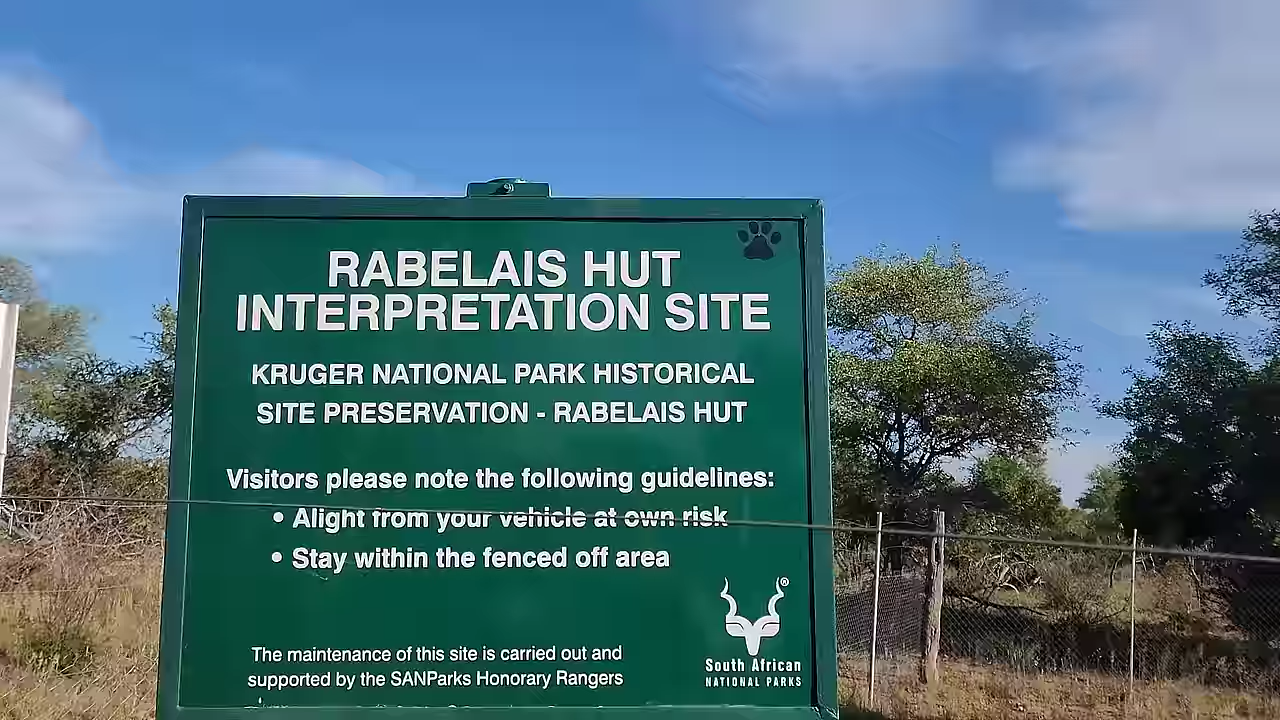 RABELAIS HUT
INTERPRETATION SITE
KRUGER NATIONAL PARK HISTORICAL
SITE PRESERVATION - RABELAIS HUT
Visitors please note the following guidelines:
• Alight from your vehicle at own risk
• Stay within the fenced off area
The maintenance of this site is carried out and
supported by the SANParks Honorary Rangers
®
South African
NATIONAL PARKS